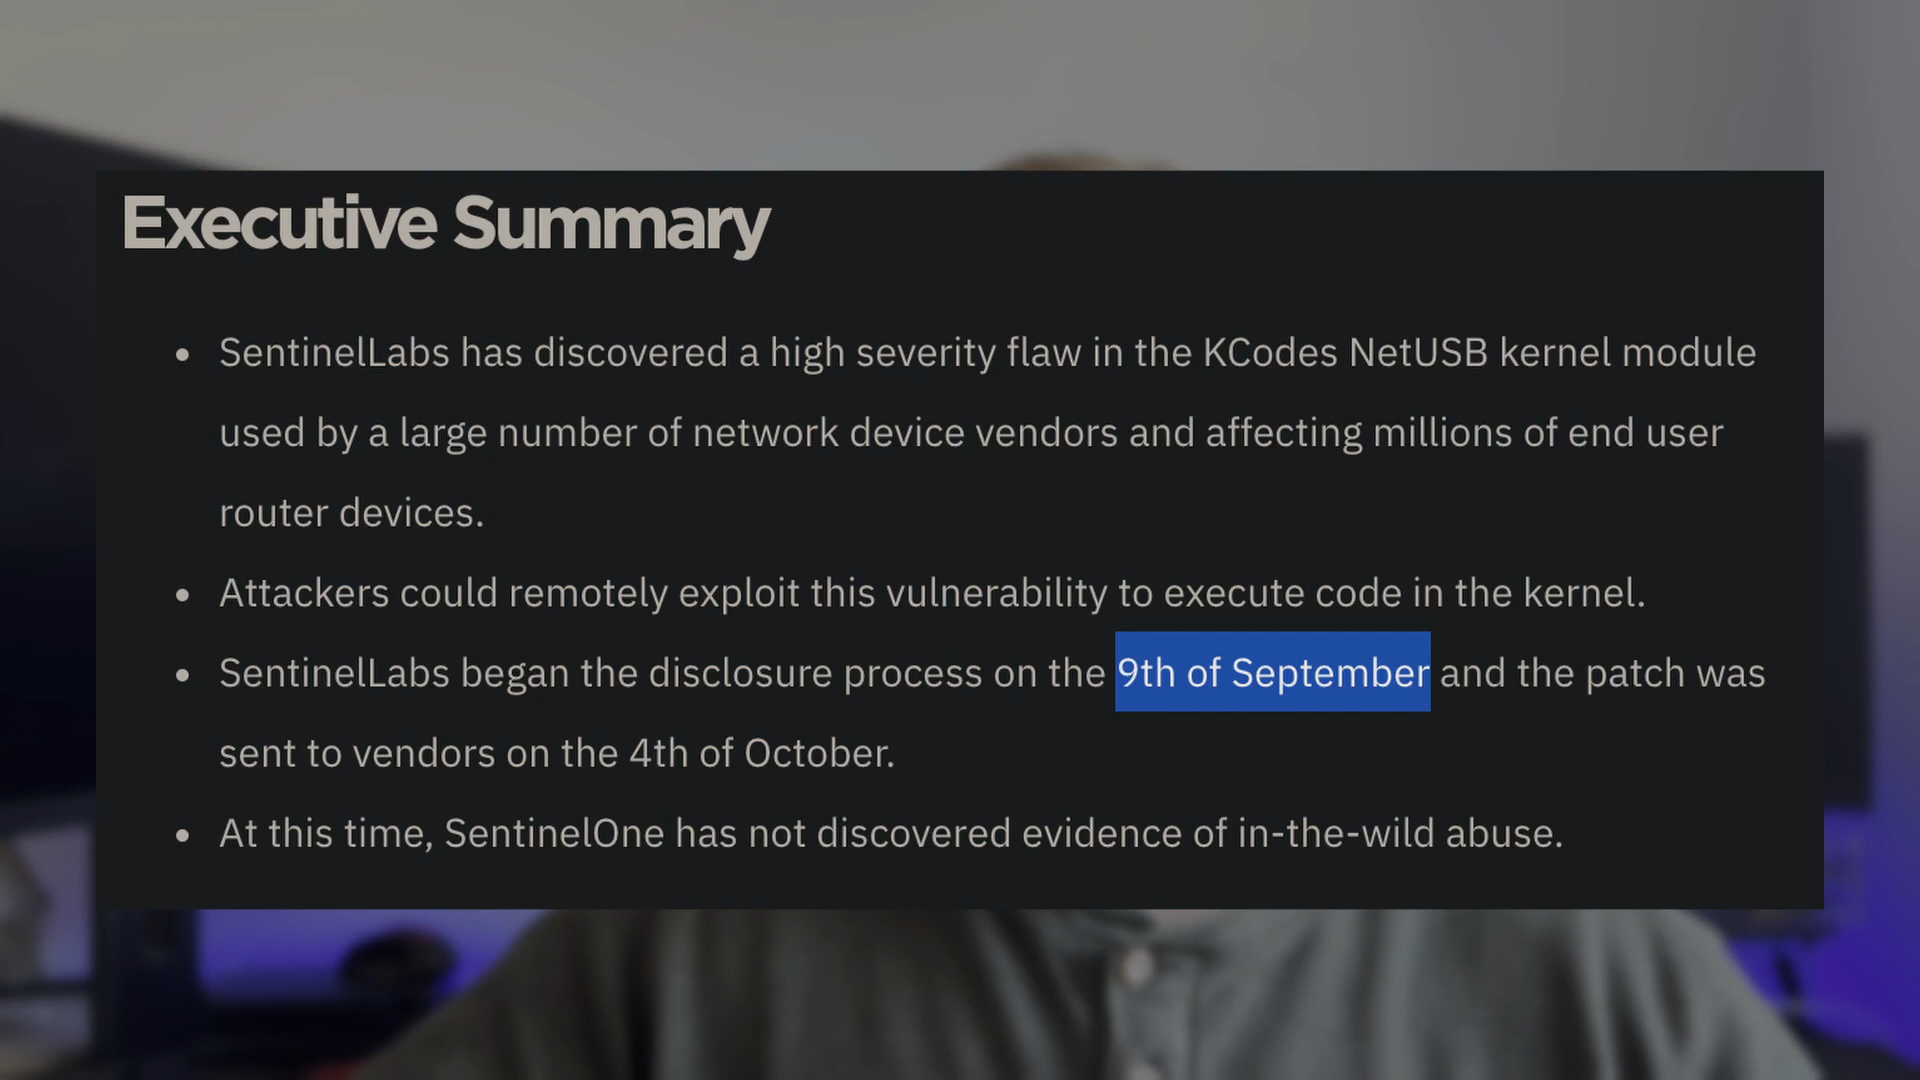 Executive Summary
• SentinelLabs has discovered a high severity flaw in the KCodes NetUSB kernel module
used by a large number of network device vendors and affecting millions of end user
router devices.
• Attackers could remotely exploit this vulnerability to execute code in the kernel.
• SentinelLabs began the disclosure process on the 9th of September and the patch was
sent to vendors on the 4th of October.
• At this time, SentinelOne has not discovered evidence of in-the-wild abuse.